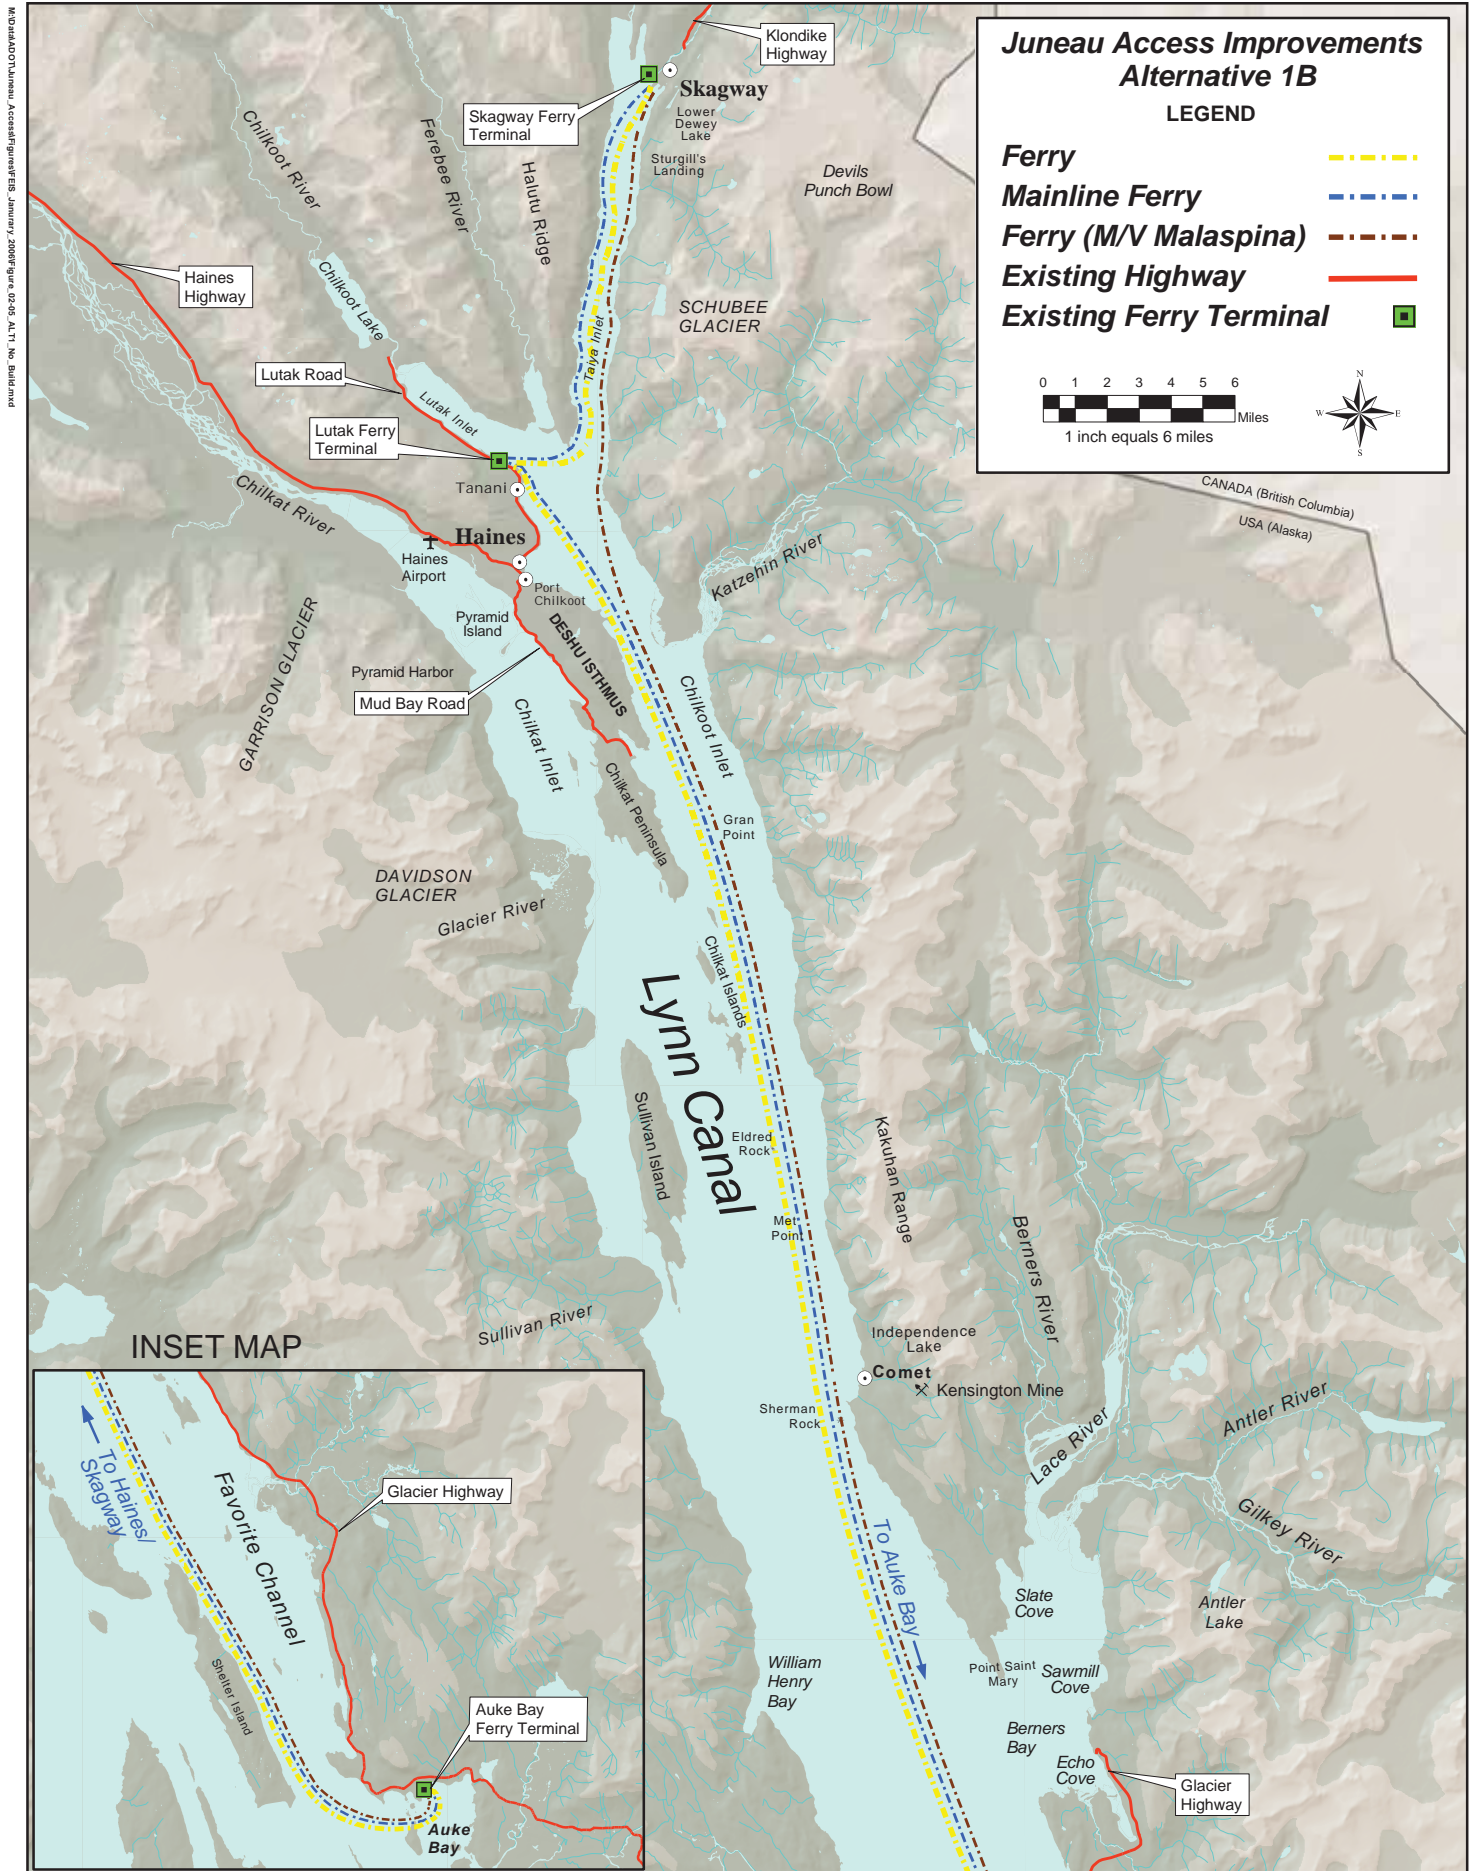 M:\Data\ADOT\Juneau_Access\Figures\FEIS_Janurary_2006\Figure_02-05_ALT1_No_Build.mxd
Juneau Access Improvements
Alternative 1B
LEGEND
Ferry
Mainline Ferry
Ferry (M/V Malaspina)
Existing Highway
Existing Ferry Terminal
0 1 2 3 4 5 6
Miles
1 inch equals 6 miles
N
W E
S
Klondike
Highway
Skagway
Skagway Ferry
Terminal
Lower
Dewey
Lake
Sturgill's
Landing
Devils
Punch Bowl
Chilkoot River
Ferebee River
Halutu Ridge
Haines
Highway
Chilkoot Lake
Taiya Inlet
SCHUBEE
GLACIER
Lutak Road
Lutak Inlet
Lutak Ferry
Terminal
Tanani
Chilkat River
CANADA (British Columbia)
USA (Alaska)
Haines
Haines
Airport
Port
Chilkoot
Katzehin River
Pyramid
Island
DESHU ISTHMUS
GARRISON GLACIER
Pyramid Harbor
Mud Bay Road
Chilkat Inlet
Chilkoot Inlet
Chilkat Peninsula
Gran
Point
DAVIDSON
GLACIER
Glacier River
Chilkat Islands
Lynn Canal
Sullivan Island
Eldred
Rock
Kakuhan Range
Met
Point
Berners River
Sullivan River
Independence
Lake
Comet
Kensington Mine
Sherman
Rock
Lace River
Antler River
Gilkey River
To Auke Bay
Slate
Cove
Antler
Lake
William
Henry
Bay
Point Saint
Mary
Sawmill
Cove
Berners
Bay
Echo
Cove
Glacier
Highway
INSET MAP
To Haines/
Skagway
Favorite Channel
Glacier Highway
Shelter Island
Auke Bay
Ferry Terminal
Auke
Bay